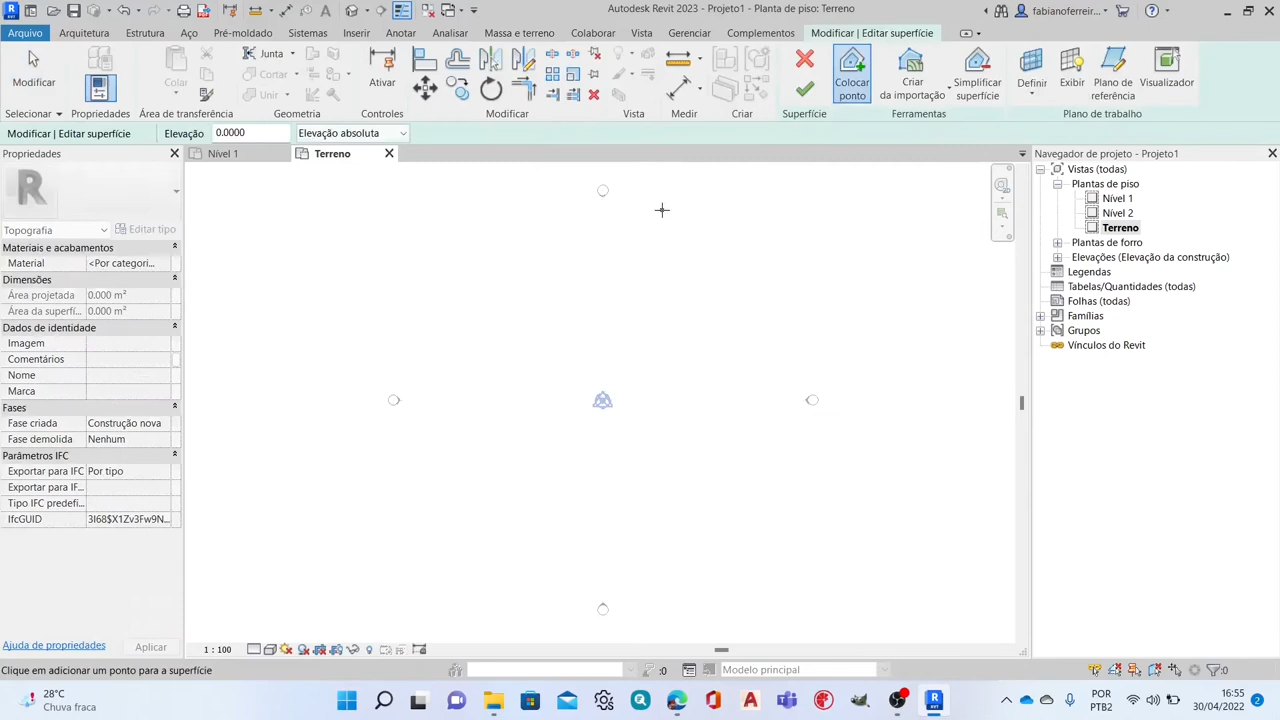 Autodesk Revit 2023 - Projeto1 - Planta de piso: Terreno
fabianoferreir...
Arquivo Arquitetura Estrutura Aço Pré-moldado Sistemas Inserir Anotar Analisar Massa e terreno Colaborar Vista Gerenciar Complementos Modificar | Editar superfície
Modificar
Colar
Junta
Cortar
Unir
Ativar
Colocar ponto
Criar da importação
Simplificar superfície
Definir
Exibir
Plano de referência
Visualizador
Selecionar Propriedades Área de transferência Geometria Controles Modificar Vista Medir Criar Superfície Ferramentas Plano de trabalho
Modificar | Editar superfície Elevação 0.0000 Elevação absoluta
Propriedades
Nível 1
Terreno
Navegador de projeto - Projeto1
R
Topografia
Editar tipo
Materiais e acabamentos
Material <Por categori...
Dimensões
Área projetada 0.000 m²
Área da superfí... 0.000 m²
Dados de identidade
Imagem
Comentários
Nome
Marca
Fases
Fase criada Construção nova
Fase demolida Nenhum
Parâmetros IFC
Exportar para IFC Por tipo
Exportar para IF...
Tipo IFC predefi...
IfcGUID 3I68$X1Zv3Fw9N...
Ajuda de propriedades
Aplicar
Vistas (todas)
Plantas de piso
Nível 1
Nível 2
Terreno
Plantas de forro
Elevações (Elevação da construção)
Legendas
Tabelas/Quantidades (todas)
Folhas (todas)
Famílias
Grupos
Vínculos do Revit
1 : 100
Clique em adicionar um ponto para a superfície
:0
Modelo principal
:0
28°C
Chuva fraca
POR
PTB2
16:55
30/04/2022
2